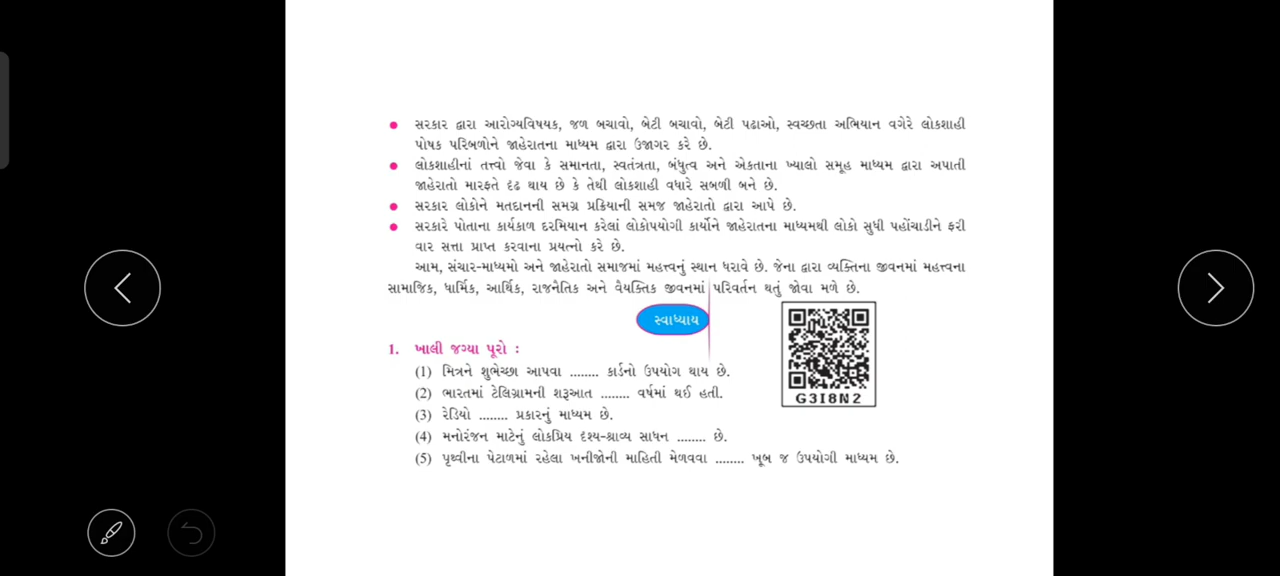 ● સરકાર દ્વારા આરોગ્યવિષયક, જળ બચાવો, બેટી બચાવો, બેટી પઢાઓ, સ્વચ્છતા અભિયાન વગેરે લોકશાહી
પોષક પરિબળોને જાહેરાતના માધ્યમ દ્વારા ઉજાગર કરે છે.
● લોકશાહીનાં તત્ત્વો જેવા કે સમાનતા, સ્વતંત્રતા, બંધુત્વ અને એકતાના ખ્યાલો સમૂહ માધ્યમ દ્વારા અપાતી
જાહેરાતો મારફતે દૃઢ થાય છે કે તેથી લોકશાહી વધારે સબળી બને છે.
● સરકાર લોકોને મતદાનની સમગ્ર પ્રક્રિયાની સમજ જાહેરાતો દ્વારા આપે છે.
● સરકારે પોતાના કાર્યકાળ દરમિયાન કરેલાં લોકોપયોગી કાર્યોને જાહેરાતના માધ્યમથી લોકો સુધી પહોંચાડીને ફરી
વાર સત્તા પ્રાપ્ત કરવાના પ્રયત્નો કરે છે.
આમ, સંચાર-માધ્યમો અને જાહેરાતો સમાજમાં મહત્ત્વનું સ્થાન ધરાવે છે. જેના દ્વારા વ્યક્તિના જીવનમાં મહત્ત્વના
સામાજિક, ધાર્મિક, આર્થિક, રાજનૈતિક અને વૈયક્તિક જીવનમાં પરિવર્તન થતું જોવા મળે છે.
સ્વાધ્યાય
1. ખાલી જગ્યા પૂરો :
(1) મિત્રને શુભેચ્છા આપવા ........ કાર્ડનો ઉપયોગ થાય છે.
(2) ભારતમાં ટેલિગ્રામની શરૂઆત ........ વર્ષમાં થઈ હતી.
(3) રેડિયો ........ પ્રકારનું માધ્યમ છે.
(4) મનોરંજન માટેનું લોકપ્રિય દૃશ્ય-શ્રાવ્ય સાધન ........ છે.
(5) પૃથ્વીના પેટાળમાં રહેલા ખનીજોની માહિતી મેળવવા ........ ખૂબ જ ઉપયોગી માધ્યમ છે.
G3I8N2